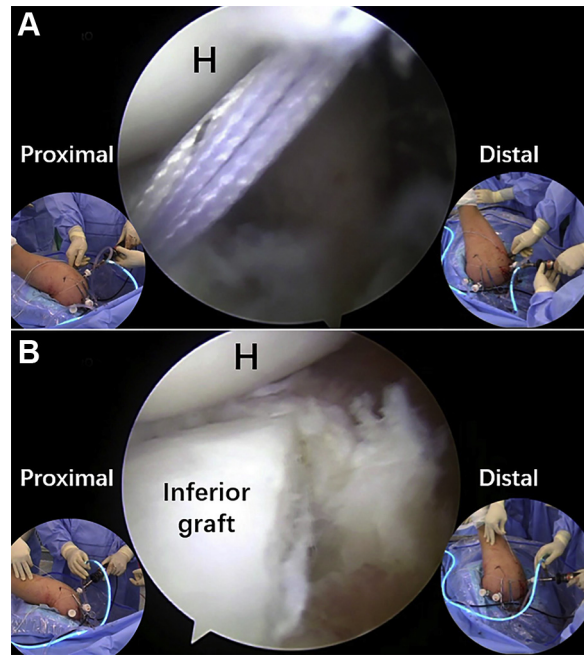 A
H
Proximal
Distal
B
H
Proximal
Distal
Inferior
graft